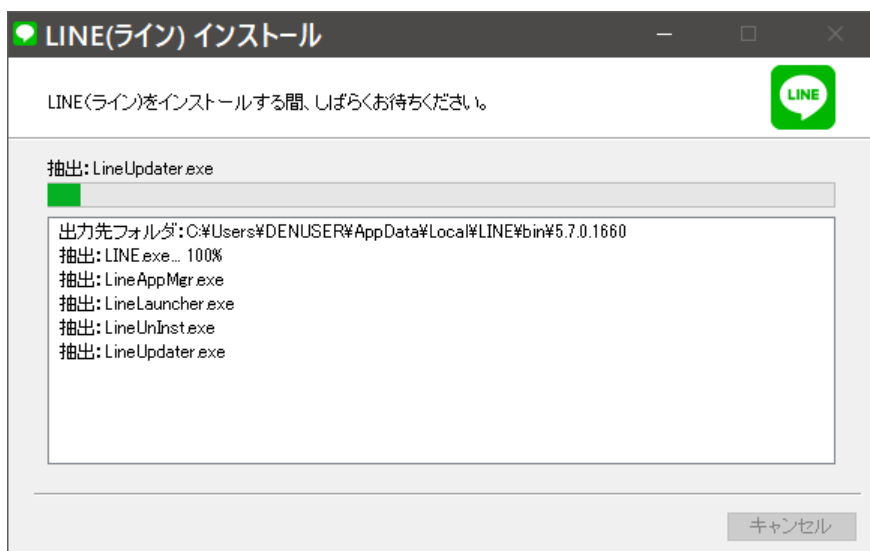 LINE(ライン) インストール
LINE(ライン)をインストールする間、しばらくお待ちください。
LINE
抽出: LineUpdater.exe
出力先フォルダ: C:¥Users¥DENUSER¥AppData¥Local¥LINE¥bin¥5.7.0.1660
抽出: LINE.exe... 100%
抽出: LineAppMgr.exe
抽出: LineLauncher.exe
抽出: LineUnInst.exe
抽出: LineUpdater.exe
キャンセル